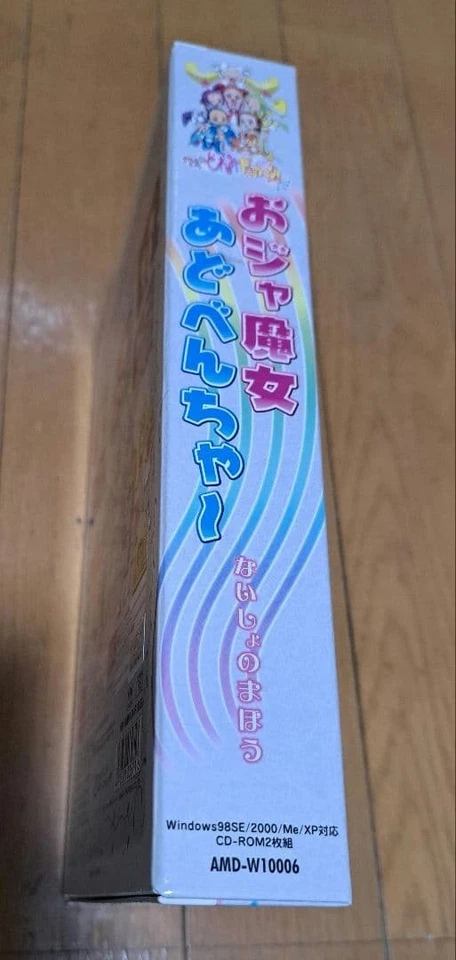 おジャ魔女
あどべんちゃ〜
ないしょのまほう
Windows98SE/2000/Me/XP対応
CD-ROM2枚組
AMD-W10006